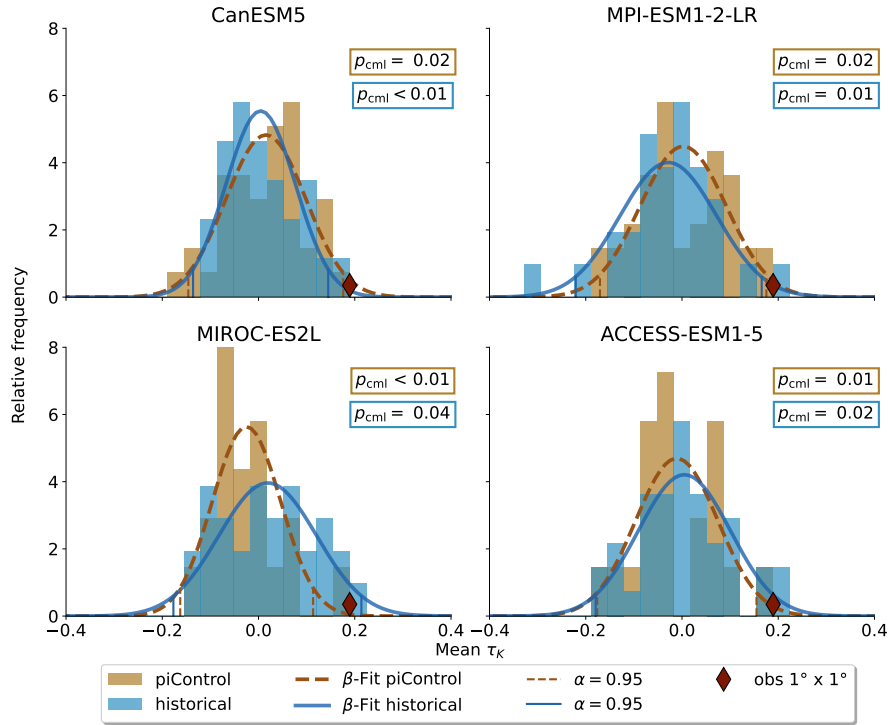 CanESM5
MPI-ESM1-2-LR
8
6
4
2
0
p_cml = 0.02
p_cml < 0.01
p_cml = 0.02
p_cml = 0.01
Relative frequency
MIROC-ES2L
ACCESS-ESM1-5
8
6
4
2
0
p_cml < 0.01
p_cml = 0.04
p_cml = 0.01
p_cml = 0.02
−0.4 −0.2 0.0 0.2 0.4
−0.4 −0.2 0.0 0.2 0.4
Mean τ_K
piControl
historical
β-Fit piControl
β-Fit historical
α = 0.95
α = 0.95
obs 1° x 1°